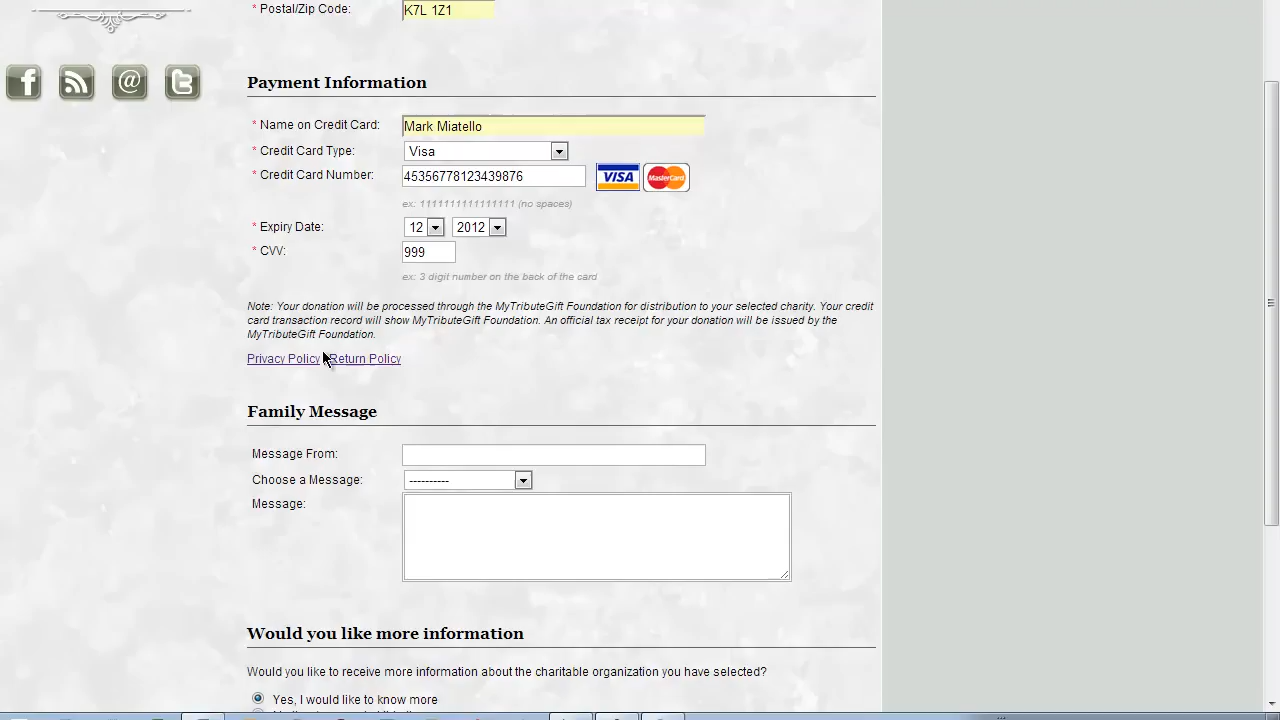 * Postal/Zip Code: K7L 1Z1
Payment Information
* Name on Credit Card: Mark Miatello
* Credit Card Type: Visa
* Credit Card Number: 45356778123439876 VISA MasterCard
ex: 1111111111111111 (no spaces)
* Expiry Date: 12 2012
* CVV: 999
ex: 3 digit number on the back of the card
Note: Your donation will be processed through the MyTributeGift Foundation for distribution to your selected charity. Your credit
card transaction record will show MyTributeGift Foundation. An official tax receipt for your donation will be issued by the
MyTributeGift Foundation.
Privacy Policy Return Policy
Family Message
Message From:
Choose a Message: ----------
Message:
Would you like more information
Would you like to receive more information about the charitable organization you have selected?
Yes, I would like to know more